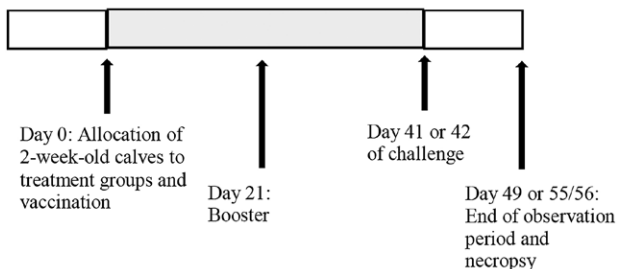 Day 0: Allocation of
2-week-old calves to
treatment groups and
vaccination
Day 21:
Booster
Day 41 or 42
of challenge
Day 49 or 55/56:
End of observation
period and
necropsy